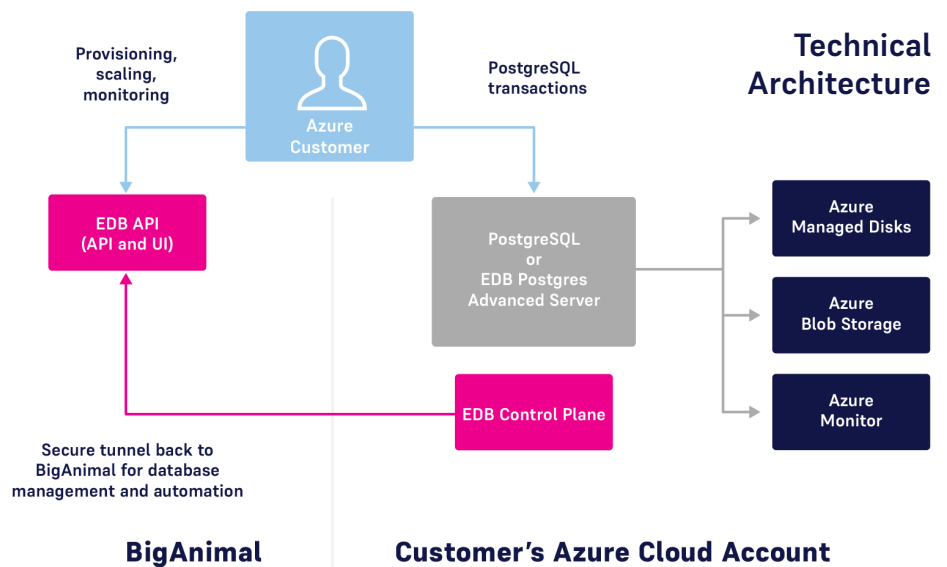 Technical
Architecture
Provisioning,
scaling,
monitoring
Azure
Customer
PostgreSQL
transactions
EDB API
(API and UI)
PostgreSQL
or
EDB Postgres
Advanced Server
Azure
Managed Disks
Azure
Blob Storage
Azure
Monitor
EDB Control Plane
Secure tunnel back to
BigAnimal for database
management and automation
BigAnimal
Customer’s Azure Cloud Account